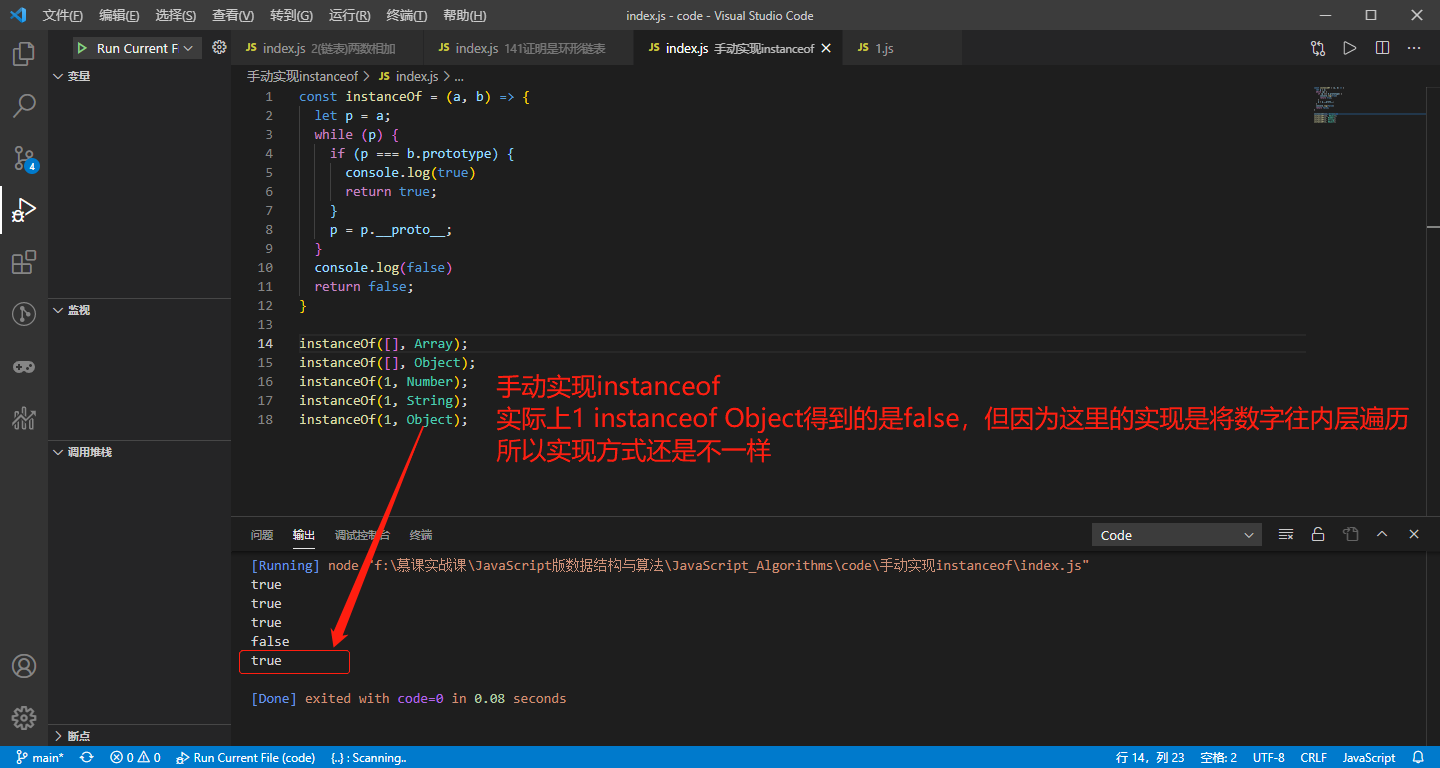 文件(F) 编辑(E) 选择(S) 查看(V) 转到(G) 运行(R) 终端(T) 帮助(H) index.js - code - Visual Studio Code
Run Current F
JS index.js 2(链表)两数相加 JS index.js 141证明是环形链表 JS index.js 手动实现instanceof JS 1.js
变量
手动实现instanceof > JS index.js > ...
1 const instanceOf = (a, b) => {
2 let p = a;
3 while (p) {
4 if (p === b.prototype) {
5 console.log(true)
6 return true;
7 }
8 p = p.__proto__;
9 }
10 console.log(false)
11 return false;
12 }
13
14 instanceOf([], Array);
15 instanceOf([], Object);
16 instanceOf(1, Number);
17 instanceOf(1, String);
18 instanceOf(1, Object);
手动实现instanceof
实际上1 instanceof Object得到的是false，但因为这里的实现是将数字往内层遍历
所以实现方式还是不一样
4
监视
调用堆栈
断点
问题 输出 调试控制台 终端 Code
[Running] node "f:\慕课实战课\JavaScript版数据结构与算法\JavaScript_Algorithms\code\手动实现instanceof\index.js"
true
true
true
false
true
[Done] exited with code=0 in 0.08 seconds
main* 0 0 Run Current File (code) {..} : Scanning.. 行 14，列 23 空格: 2 UTF-8 CRLF JavaScript